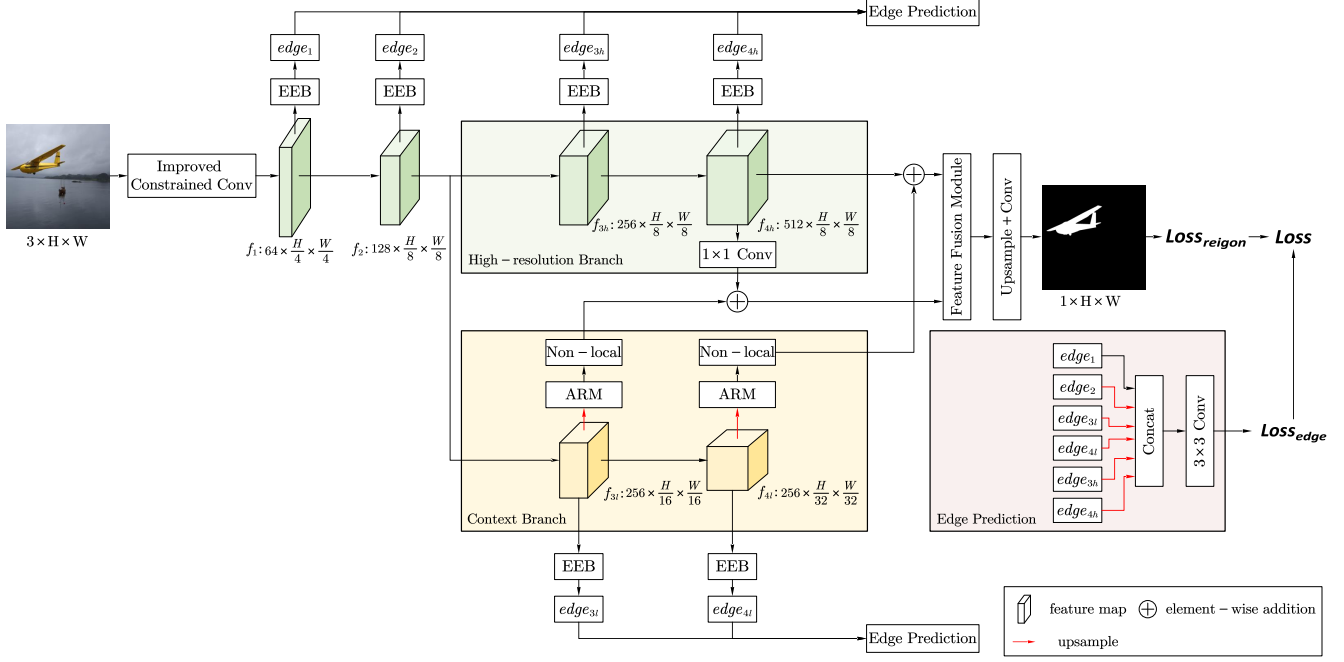 Edge Prediction
edge₁
edge₂
edge₃ₕ
edge₄ₕ
EEB
EEB
EEB
EEB
Improved
Constrained Conv
3×H×W
f₁: 64 × H/4 × W/4
f₂: 128 × H/8 × W/8
f₃ₕ: 256 × H/8 × W/8
f₄ₕ: 512 × H/8 × W/8
1×1 Conv
High−resolution Branch
Feature Fusion Module
Upsample+Conv
1×H×W
Loss_reigon
Loss
Non−local
Non−local
ARM
ARM
f₃ₗ: 256 × H/16 × W/16
f₄ₗ: 256 × H/32 × W/32
Context Branch
edge₁
edge₂
edge₃ₗ
edge₄ₗ
edge₃ₕ
edge₄ₕ
Concat
3×3 Conv
Edge Prediction
Loss_edge
EEB
EEB
edge₃ₗ
edge₄ₗ
Edge Prediction
feature map
element−wise addition
upsample